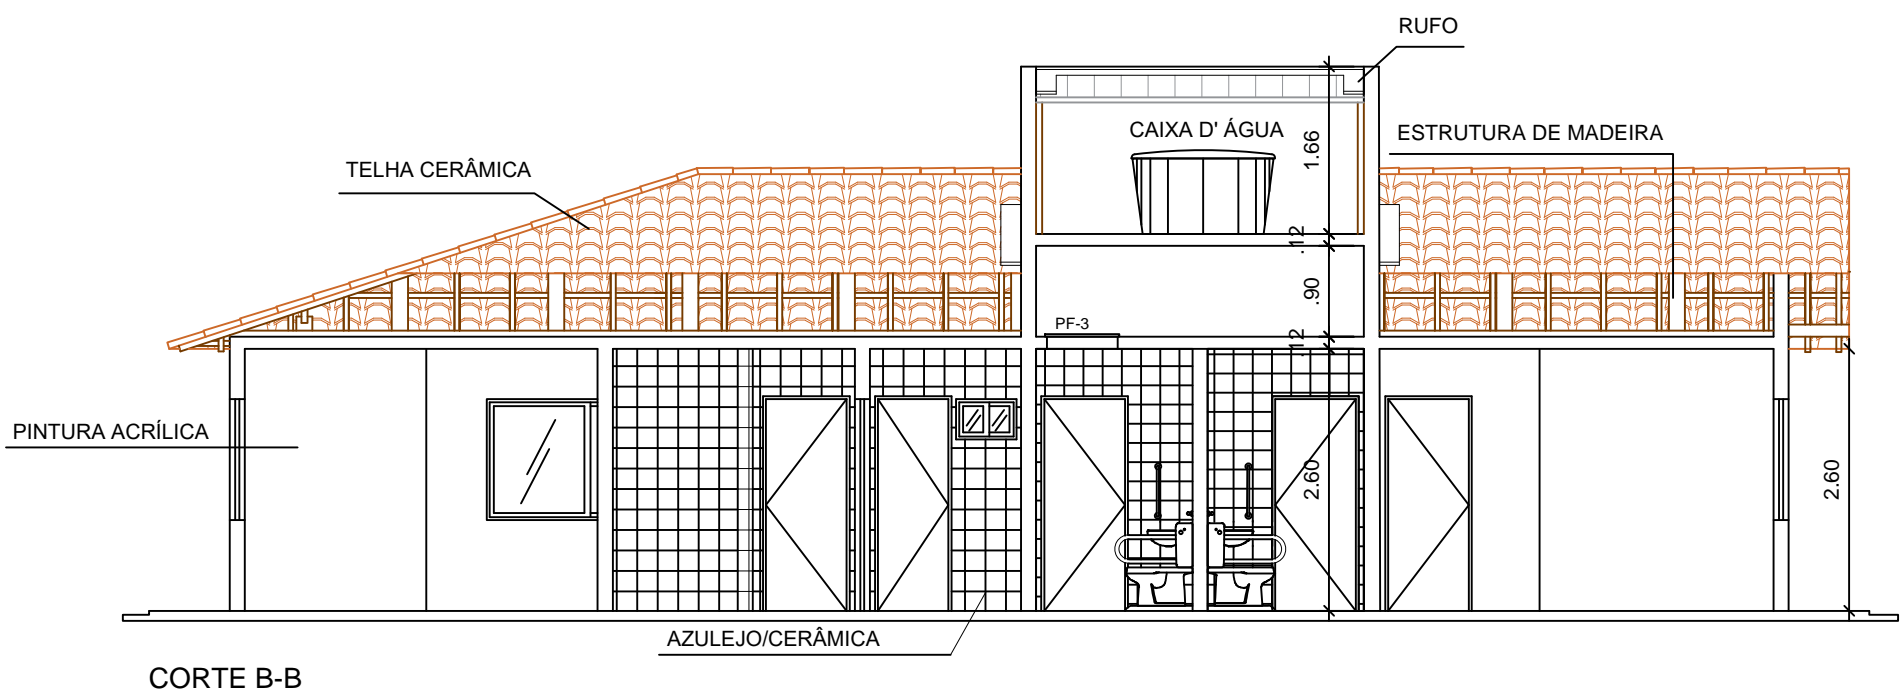 RUFO
CAIXA D' ÁGUA
ESTRUTURA DE MADEIRA
1.66
TELHA CERÂMICA
.12
.90
PF-3
.12
PINTURA ACRÍLICA
2.60
2.60
AZULEJO/CERÂMICA
CORTE B-B